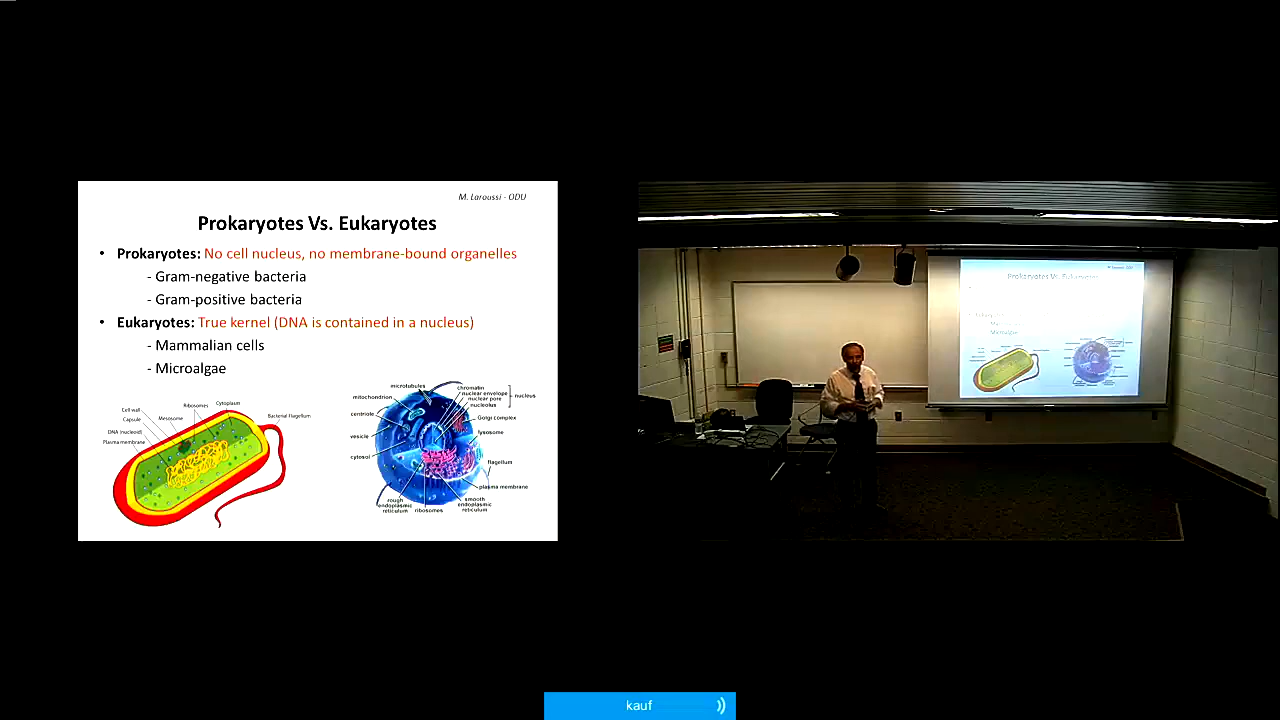 M. Laroussi - ODU
Prokaryotes Vs. Eukaryotes
• Prokaryotes: No cell nucleus, no membrane-bound organelles
- Gram-negative bacteria
- Gram-positive bacteria
• Eukaryotes: True kernel (DNA is contained in a nucleus)
- Mammalian cells
- Microalgae
Cell wall
Capsule
DNA (nucleoid)
Plasma membrane
Mesosome
Ribosomes
Cytoplasm
Bacterial Flagellum
microtubules
mitochondrion
centriole
vesicle
cytosol
rough
endoplasmic
reticulum
ribosomes
smooth
endoplasmic
reticulum
plasma membrane
flagellum
lysosome
Golgi complex
chromatin
nuclear envelope
nuclear pore
nucleolus
nucleus
Prokaryotes Vs. Eukaryotes
kauf